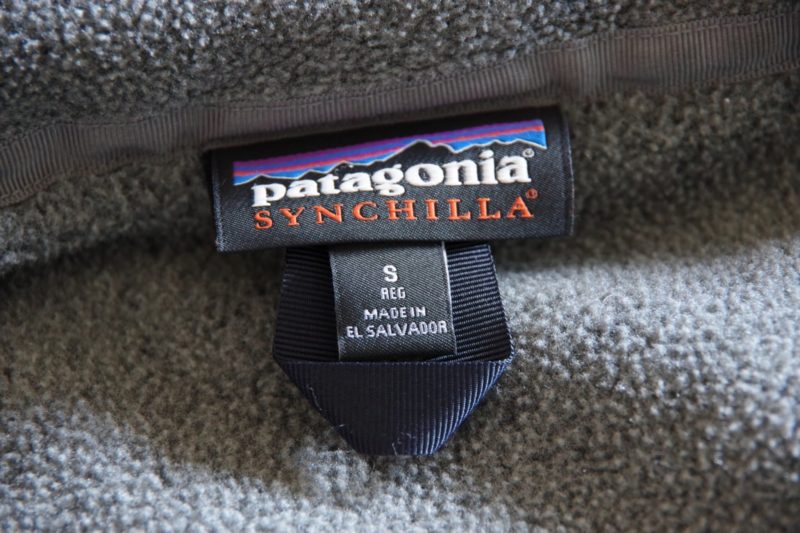 patagonia®
SYNCHILLA®
S
REG
MADE IN
EL SALVADOR